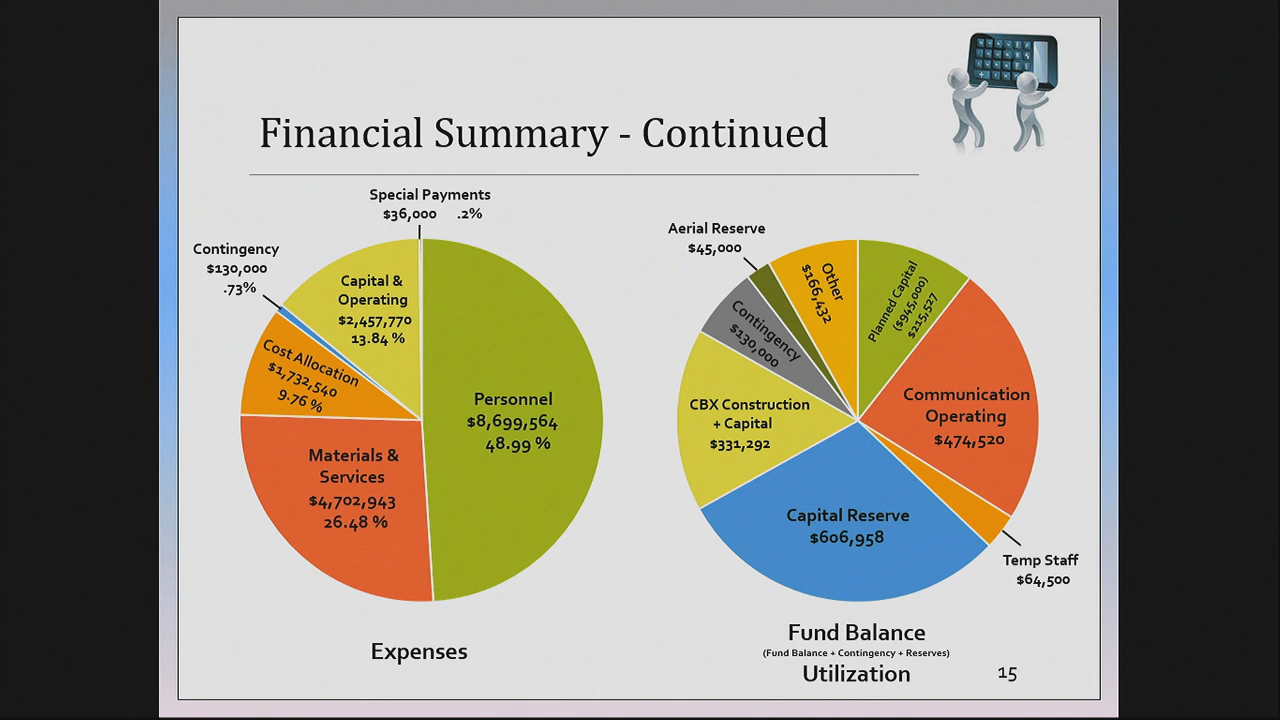 Financial Summary - Continued
Special Payments
$36,000 .2%
Contingency
$130,000
.73%
Capital &
Operating
$2,457,770
13.84 %
Cost Allocation
$1,732,540
9.76 %
Personnel
$8,699,564
48.99 %
Materials &
Services
$4,702,943
26.48 %
Expenses
Aerial Reserve
$45,000
Other
$166,432
Planned Capital
($945,000)
$215,527
Contingency
$130,000
Communication
Operating
$474,520
CBX Construction
+ Capital
$331,292
Capital Reserve
$606,958
Temp Staff
$64,500
Fund Balance
(Fund Balance + Contingency + Reserves)
Utilization
15